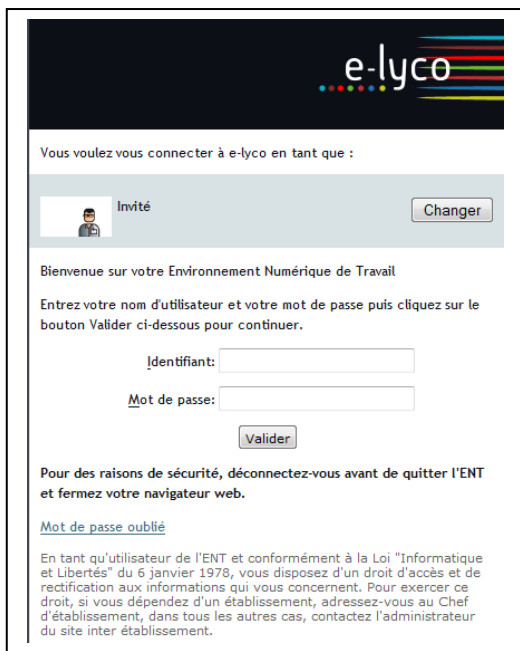 e-lyco
Vous voulez vous connecter à e-lyco en tant que :
Invité
Changer
Bienvenue sur votre Environnement Numérique de Travail
Entrez votre nom d'utilisateur et votre mot de passe puis cliquez sur le
bouton Valider ci-dessous pour continuer.
Identifiant:
Mot de passe:
Valider
Pour des raisons de sécurité, déconnectez-vous avant de quitter l'ENT
et fermez votre navigateur web.
Mot de passe oublié
En tant qu'utilisateur de l'ENT et conformément à la Loi "Informatique
et Libertés" du 6 janvier 1978, vous disposez d'un droit d'accès et de
rectification aux informations qui vous concernent. Pour exercer ce
droit, si vous dépendez d'un établissement, adressez-vous au Chef
d'établissement, dans tous les autres cas, contactez l'administrateur
du site inter établissement.